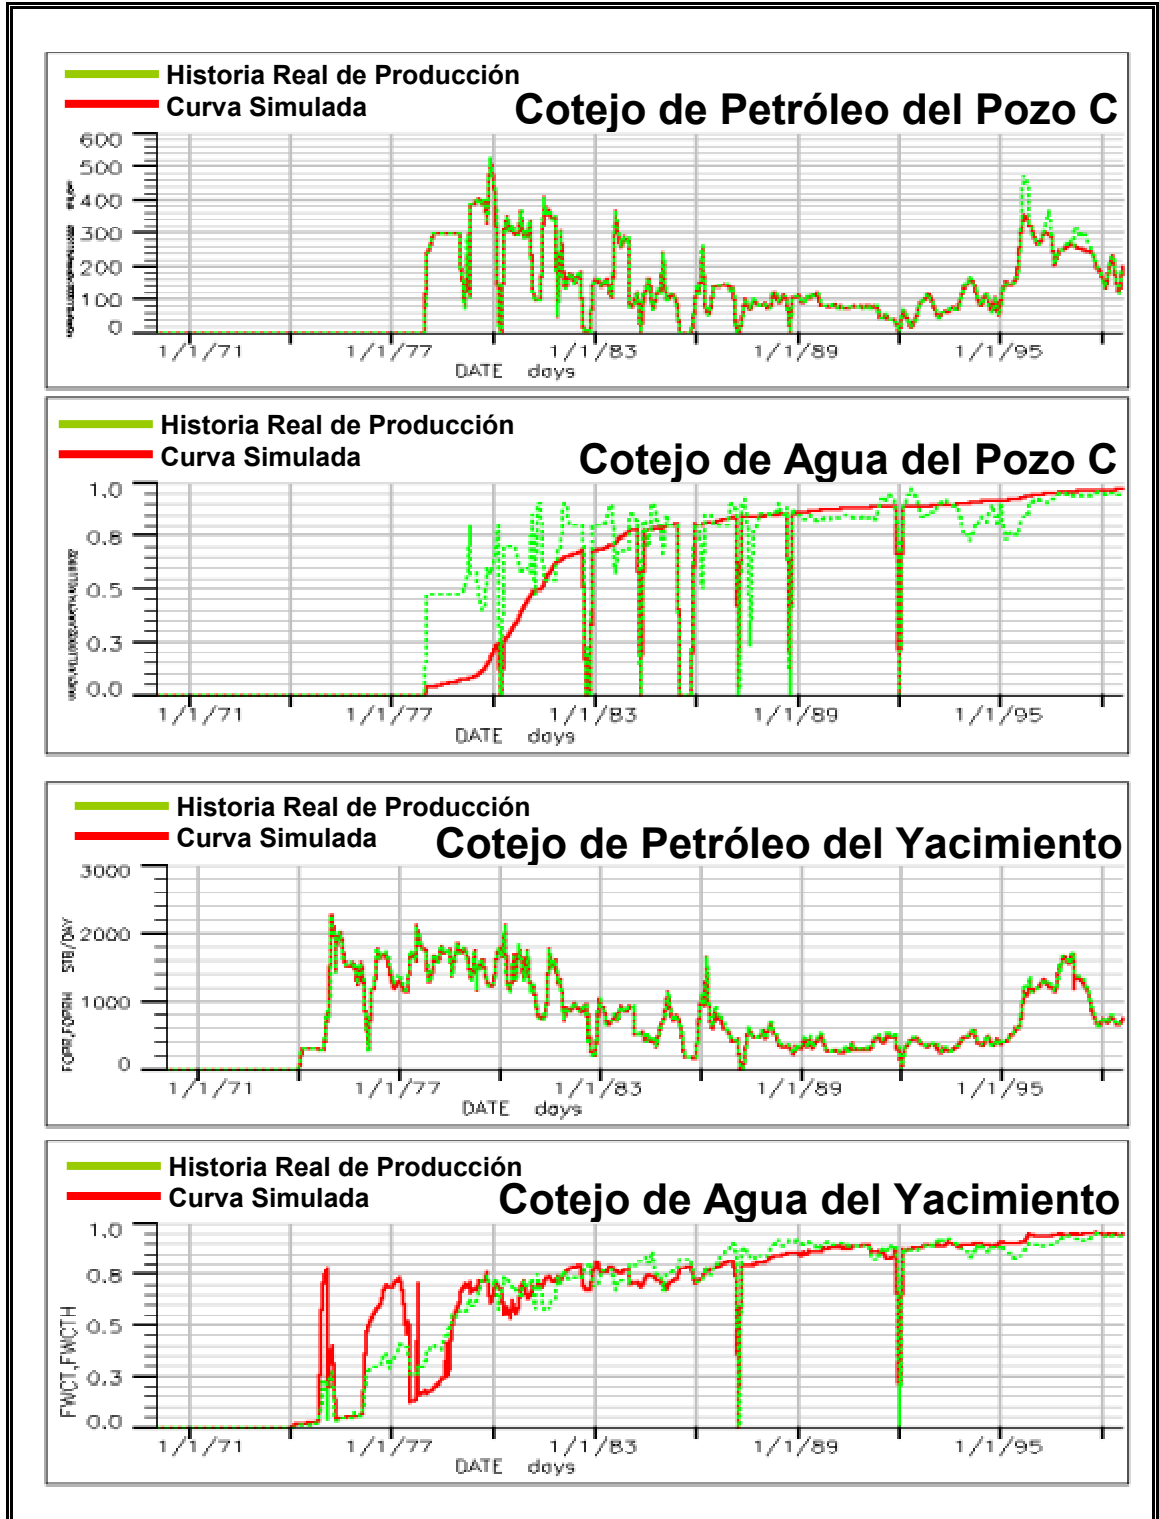 Historia Real de Producción
Curva Simulada
Cotejo de Petróleo del Pozo C
600
500
400
300
200
100
0
1/1/71
1/1/77
1/1/83
1/1/89
1/1/95
DATE days
Historia Real de Producción
Curva Simulada
Cotejo de Agua del Pozo C
1.0
0.8
0.5
0.3
0.0
1/1/71
1/1/77
1/1/83
1/1/89
1/1/95
DATE days
Historia Real de Producción
Curva Simulada
Cotejo de Petróleo del Yacimiento
3000
2000
1000
0
FOPR,FOPRH STB/DAY
1/1/71
1/1/77
1/1/83
1/1/89
1/1/95
DATE days
Historia Real de Producción
Curva Simulada
Cotejo de Agua del Yacimiento
1.0
0.8
0.5
0.3
0.0
FWCT,FWCTH
1/1/71
1/1/77
1/1/83
1/1/89
1/1/95
DATE days